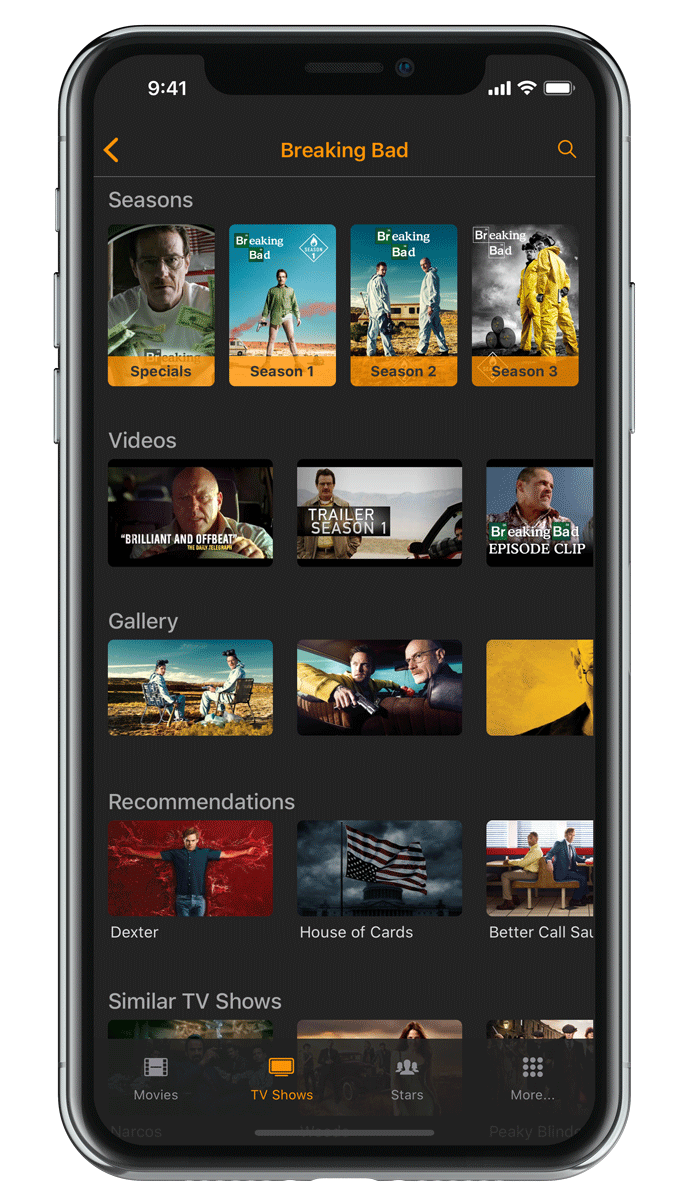 9:41
Breaking Bad
Seasons
Breaking
Specials
Breaking
Bad
SEASON
1
Season 1
Breaking
Bad
Season 2
Breaking
Bad
Season 3
Videos
"BRILLIANT AND OFFBEAT"
THE DAILY TELEGRAPH
TRAILER
SEASON 1
Breaking Bad
EPISODE CLIP
Gallery
Recommendations
Dexter
House of Cards
Better Call Sau
Similar TV Shows
Movies
TV Shows
Stars
More...
Narcos
Weeds
Peaky Blinde